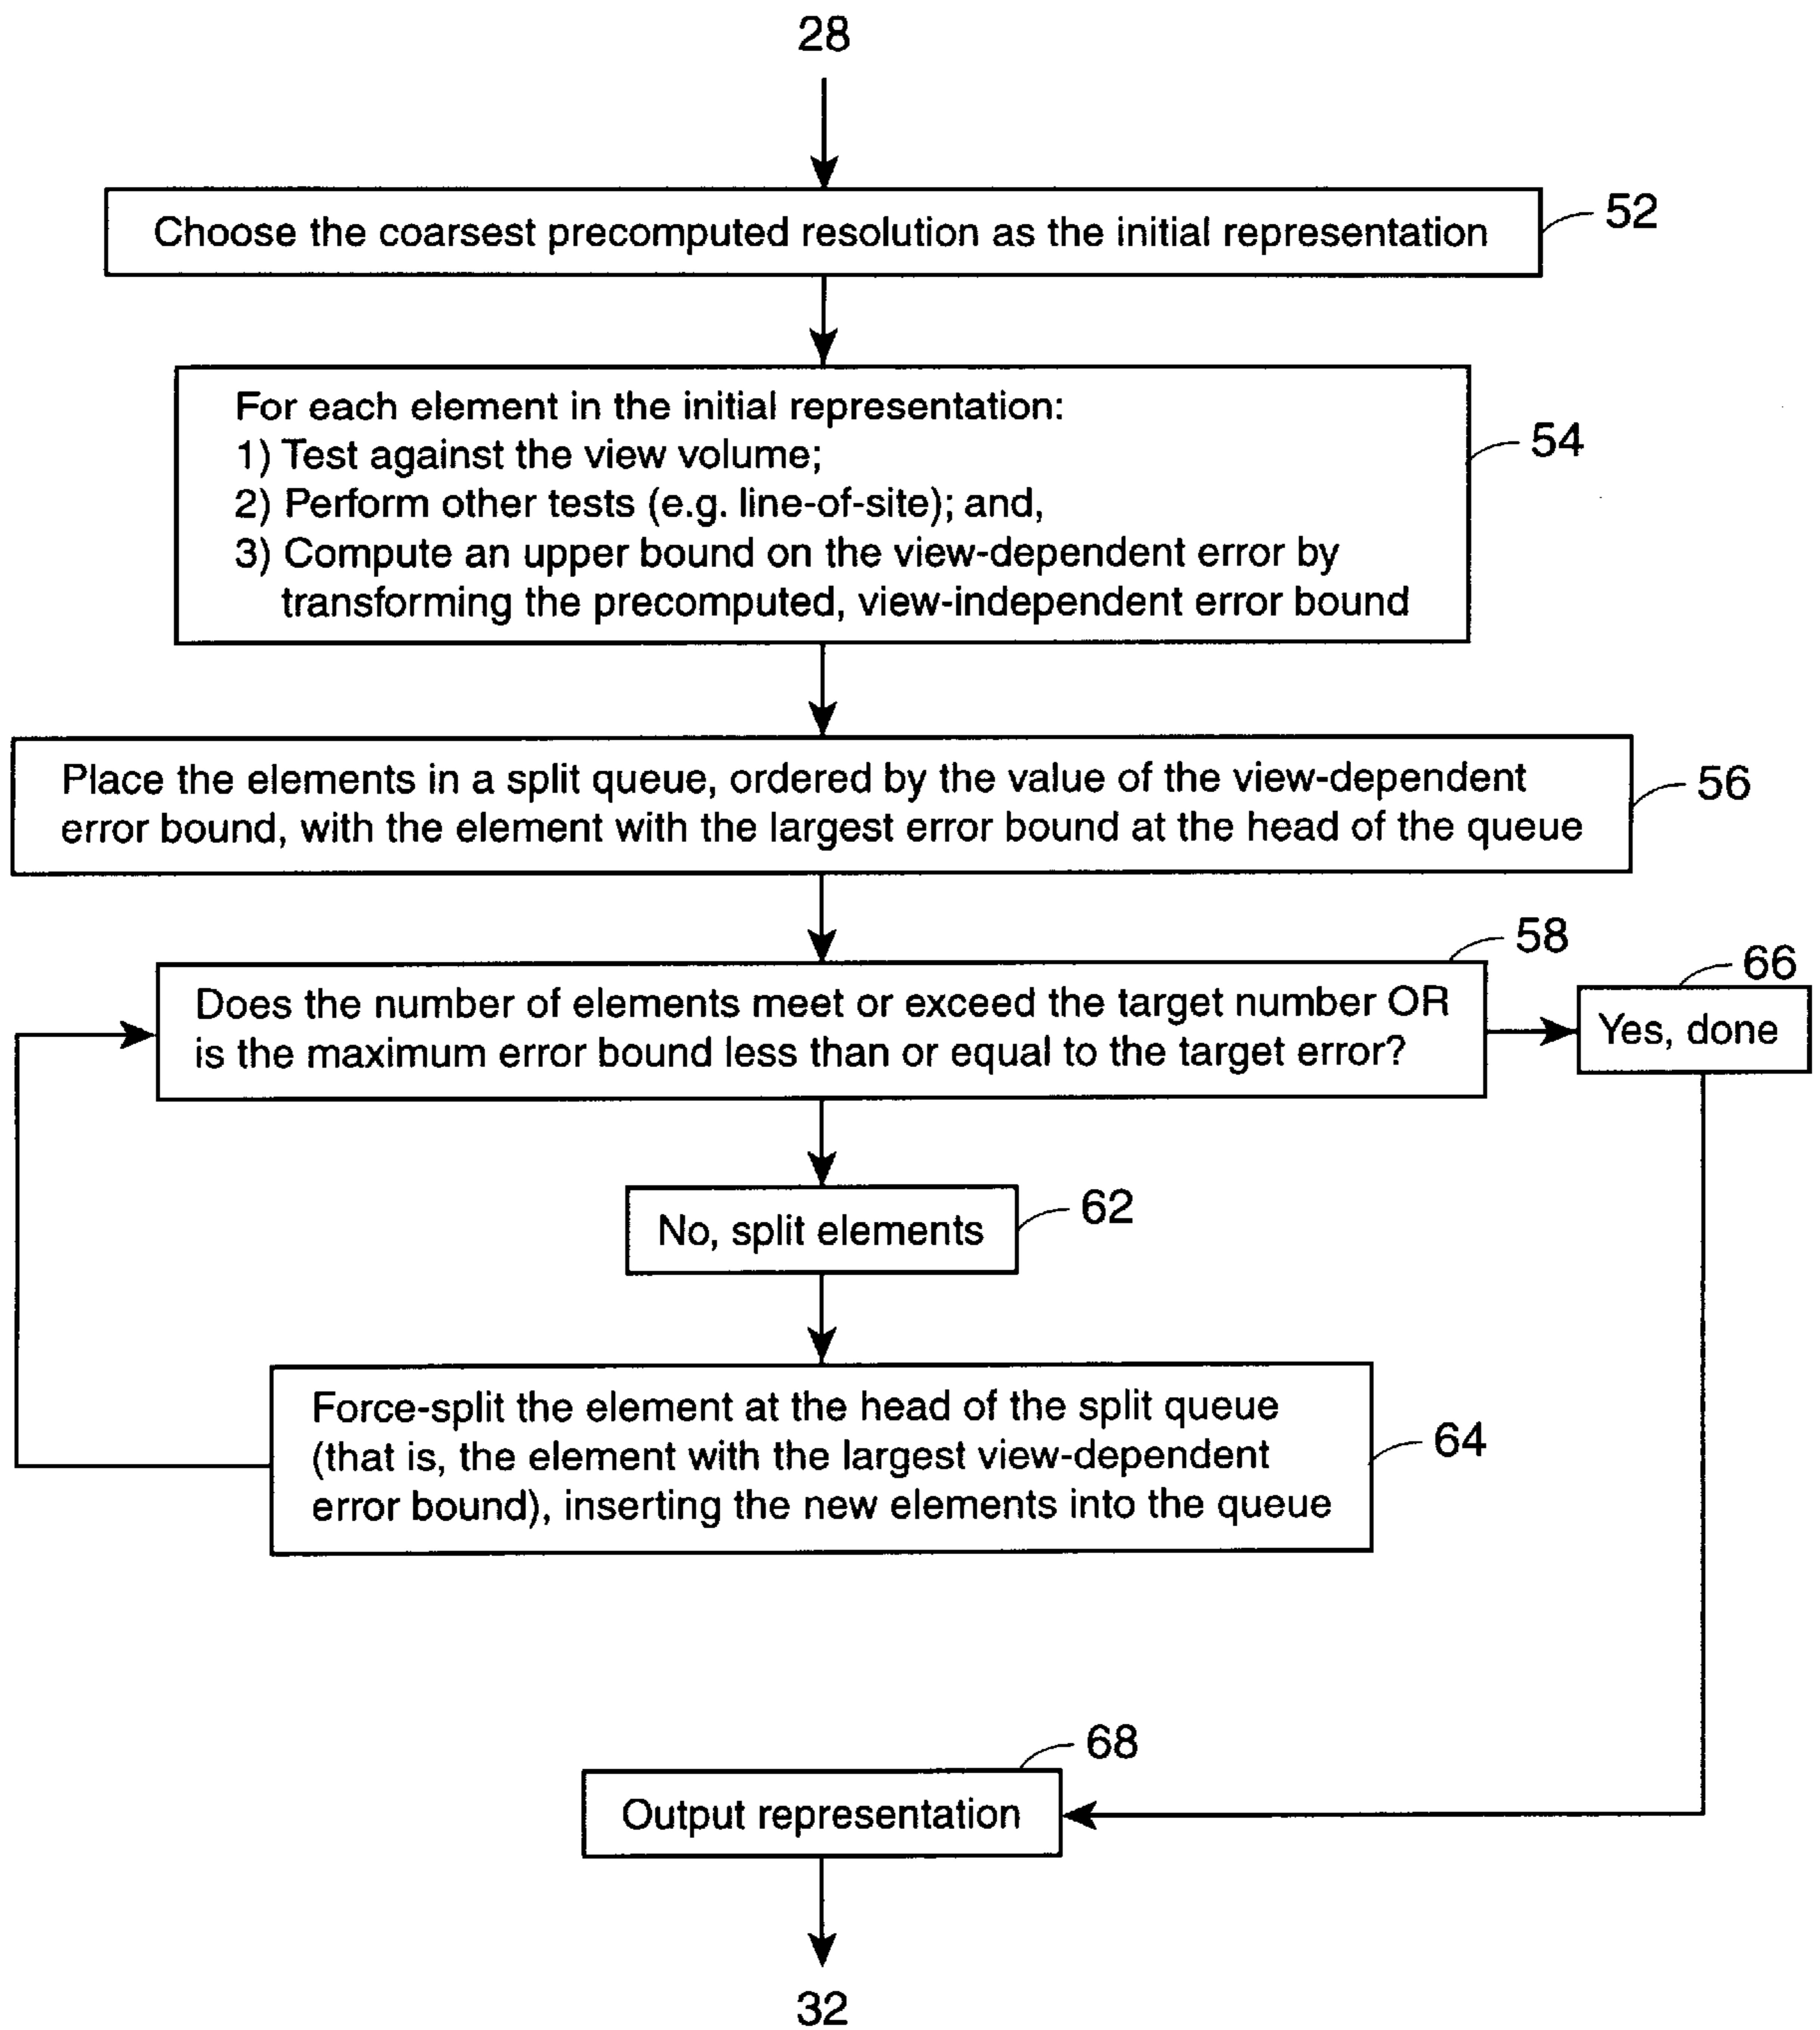 28
Choose the coarsest precomputed resolution as the initial representation
52
For each element in the initial representation:
1) Test against the view volume;
2) Perform other tests (e.g. line-of-site); and,
3) Compute an upper bound on the view-dependent error by
transforming the precomputed, view-independent error bound
54
Place the elements in a split queue, ordered by the value of the view-dependent
error bound, with the element with the largest error bound at the head of the queue
56
58
Does the number of elements meet or exceed the target number OR
is the maximum error bound less than or equal to the target error?
66
Yes, done
No, split elements
62
Force-split the element at the head of the split queue
(that is, the element with the largest view-dependent
error bound), inserting the new elements into the queue
64
68
Output representation
32